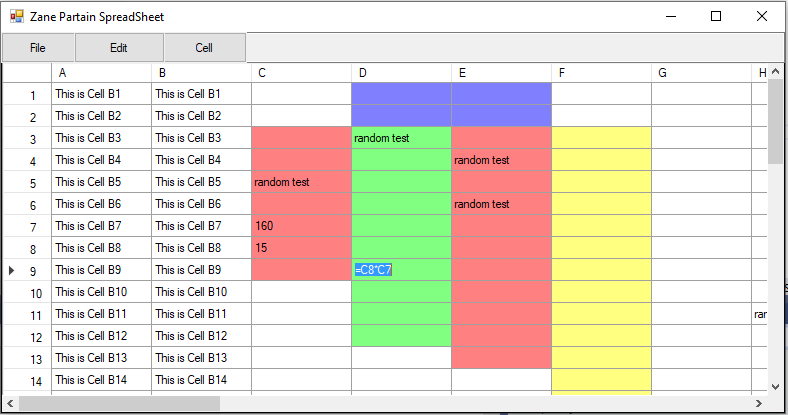 Zane Partain SpreadSheet
File Edit Cell
A B C D E F G H
1 This is Cell B1 This is Cell B1
2 This is Cell B2 This is Cell B2
3 This is Cell B3 This is Cell B3 random test
4 This is Cell B4 This is Cell B4 random test
5 This is Cell B5 This is Cell B5 random test
6 This is Cell B6 This is Cell B6 random test
7 This is Cell B7 This is Cell B7 160
8 This is Cell B8 This is Cell B8 15
9 This is Cell B9 This is Cell B9 =C8*C7
10 This is Cell B10 This is Cell B10
11 This is Cell B11 This is Cell B11
12 This is Cell B12 This is Cell B12
13 This is Cell B13 This is Cell B13
14 This is Cell B14 This is Cell B14